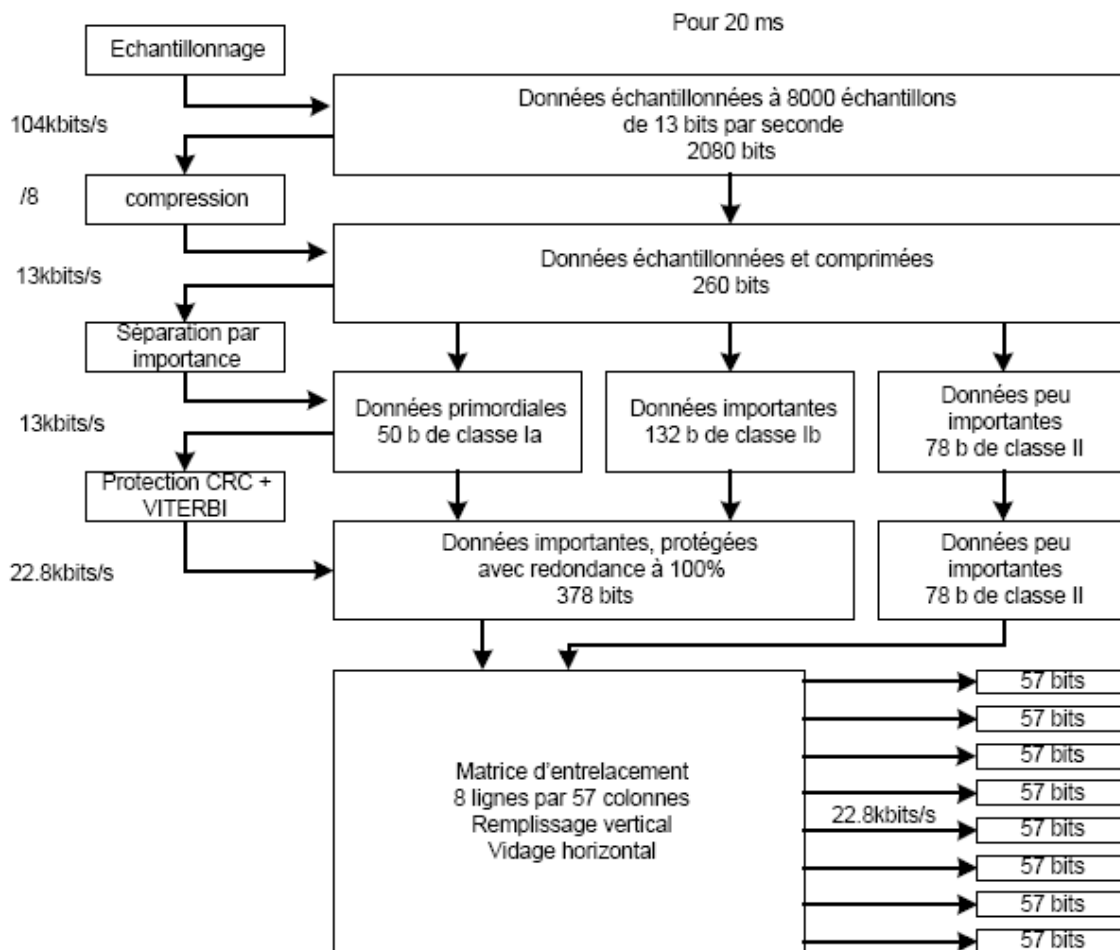 Pour 20 ms
Echantillonnage
Données échantillonnées à 8000 échantillons
de 13 bits par seconde
2080 bits
104kbits/s
/8
compression
Données échantillonnées et comprimées
260 bits
13kbits/s
Séparation par
importance
Données primordiales
50 b de classe Ia
Données importantes
132 b de classe Ib
Données peu
importantes
78 b de classe II
13kbits/s
Protection CRC +
VITERBI
Données importantes, protégées
avec redondance à 100%
378 bits
Données peu
importantes
78 b de classe II
22.8kbits/s
Matrice d'entrelacement
8 lignes par 57 colonnes
Remplissage vertical
Vidage horizontal
22.8kbits/s
57 bits
57 bits
57 bits
57 bits
57 bits
57 bits
57 bits
57 bits